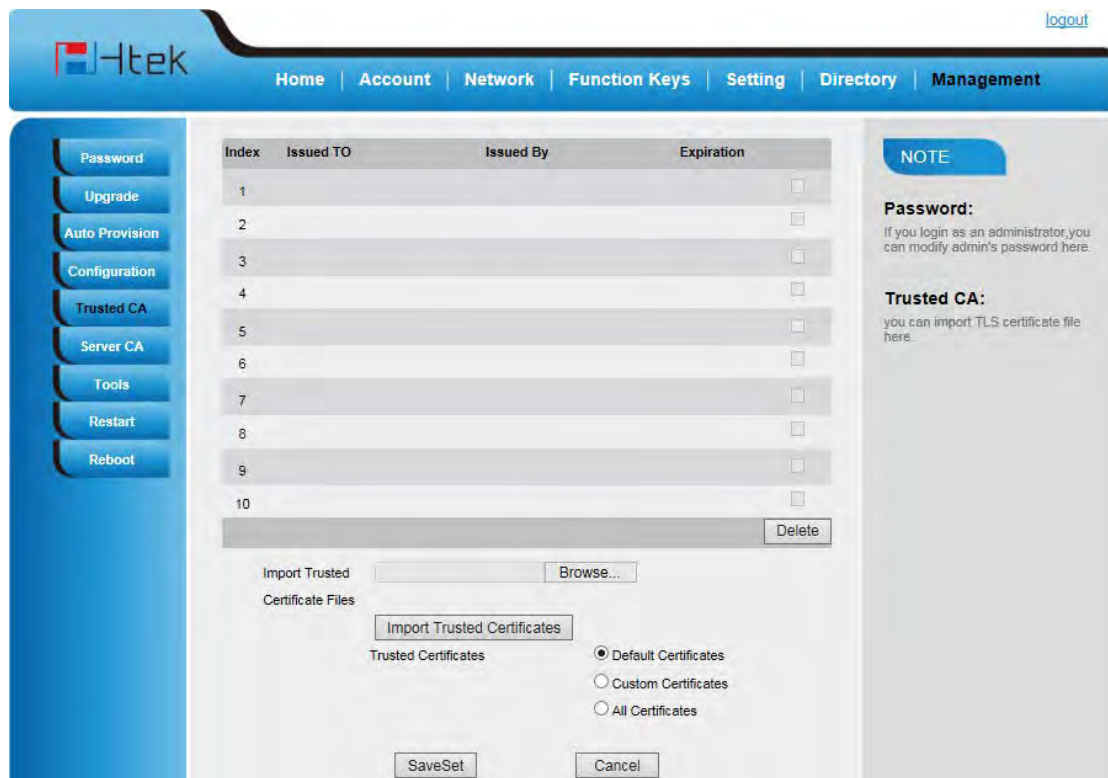 logout
Htek
Home | Account | Network | Function Keys | Setting | Directory | Management
Password
Upgrade
Auto Provision
Configuration
Trusted CA
Server CA
Tools
Restart
Reboot
Index Issued TO Issued By Expiration
1
2
3
4
5
6
7
8
9
10
Delete
Import Trusted Browse...
Certificate Files
Import Trusted Certificates
Trusted Certificates Default Certificates
Custom Certificates
All Certificates
SaveSet Cancel
NOTE
Password:
If you login as an administrator,you
can modify admin's password here.
Trusted CA:
you can import TLS certificate file
here.